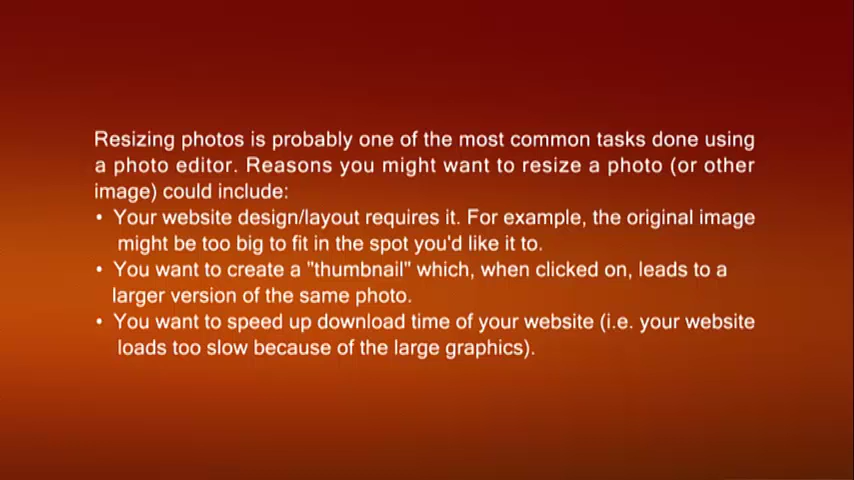 Resizing photos is probably one of the most common tasks done using
a photo editor. Reasons you might want to resize a photo (or other
image) could include:
• Your website design/layout requires it. For example, the original image
might be too big to fit in the spot you'd like it to.
• You want to create a "thumbnail" which, when clicked on, leads to a
larger version of the same photo.
• You want to speed up download time of your website (i.e. your website
loads too slow because of the large graphics).